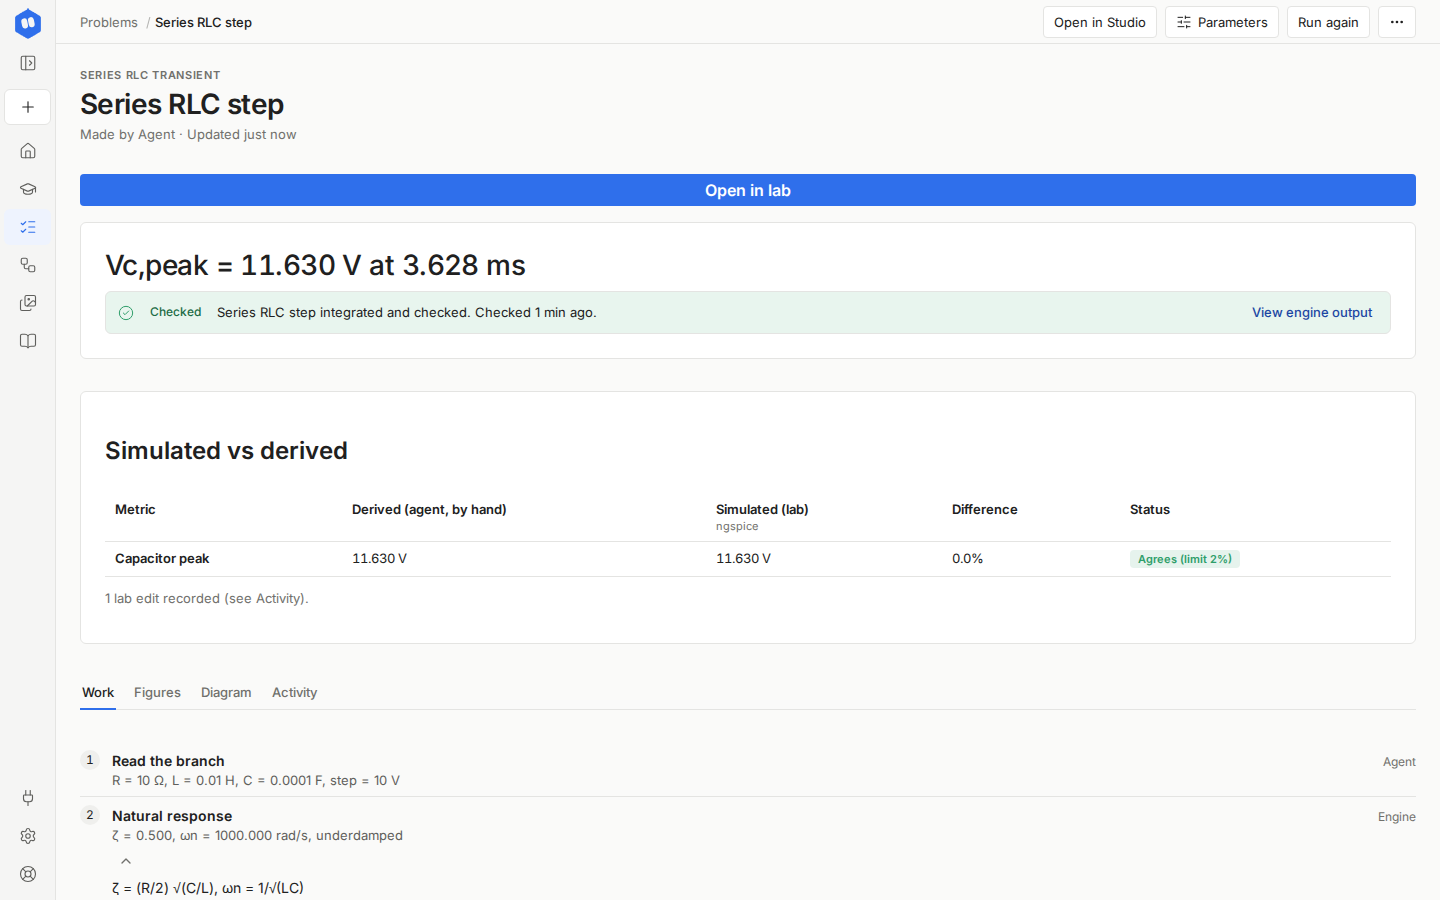 Problems / Series RLC step
Open in Studio
Parameters
Run again
SERIES RLC TRANSIENT
Series RLC step
Made by Agent · Updated just now
Open in lab
Vc,peak = 11.630 V at 3.628 ms
Checked Series RLC step integrated and checked. Checked 1 min ago. View engine output
Simulated vs derived
Metric Derived (agent, by hand) Simulated (lab) Difference Status
ngspice
Capacitor peak 11.630 V 11.630 V 0.0% Agrees (limit 2%)
1 lab edit recorded (see Activity).
Work Figures Diagram Activity
1 Read the branch Agent
R = 10 Ω, L = 0.01 H, C = 0.0001 F, step = 10 V
2 Natural response Engine
ζ = 0.500, ωn = 1000.000 rad/s, underdamped
ζ = (R/2) √(C/L), ωn = 1/√(LC)